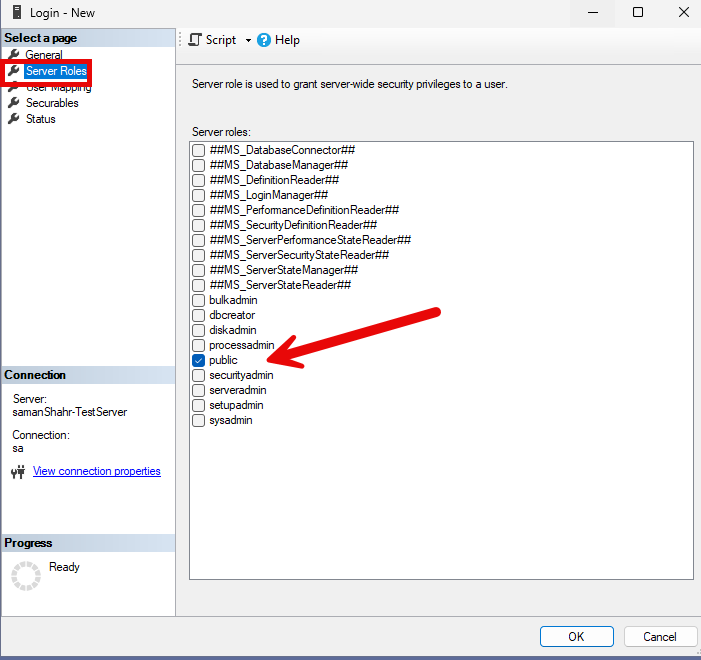 Login - New
Select a page
General
Server Roles
User Mapping
Securables
Status
Script
Help
Server role is used to grant server-wide security privileges to a user.
Server roles:
##MS_DatabaseConnector##
##MS_DatabaseManager##
##MS_DefinitionReader##
##MS_LoginManager##
##MS_PerformanceDefinitionReader##
##MS_SecurityDefinitionReader##
##MS_ServerPerformanceStateReader##
##MS_ServerSecurityStateReader##
##MS_ServerStateManager##
##MS_ServerStateReader##
bulkadmin
dbcreator
diskadmin
processadmin
public
securityadmin
serveradmin
setupadmin
sysadmin
Connection
Server:
samanShahr-TestServer
Connection:
sa
View connection properties
Progress
Ready
OK
Cancel